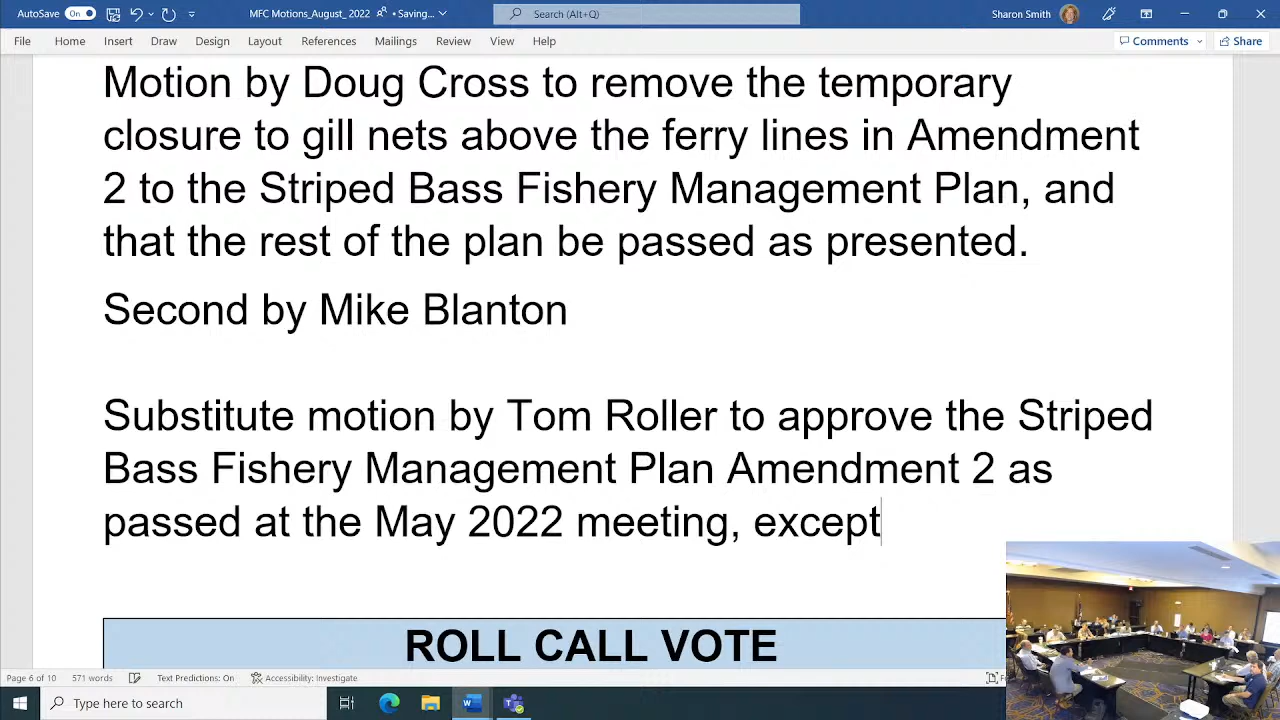 AutoSave On MFC Motions_August_ 2022 • Saving... Search (Alt+Q) Sharon Smith
File Home Insert Draw Design Layout References Mailings Review View Help Comments Share
Motion by Doug Cross to remove the temporary
closure to gill nets above the ferry lines in Amendment
2 to the Striped Bass Fishery Management Plan, and
that the rest of the plan be passed as presented.
Second by Mike Blanton
Substitute motion by Tom Roller to approve the Striped
Bass Fishery Management Plan Amendment 2 as
passed at the May 2022 meeting, except
ROLL CALL VOTE
Page 6 of 10 571 words Text Predictions: On Accessibility: Investigate
Type here to search